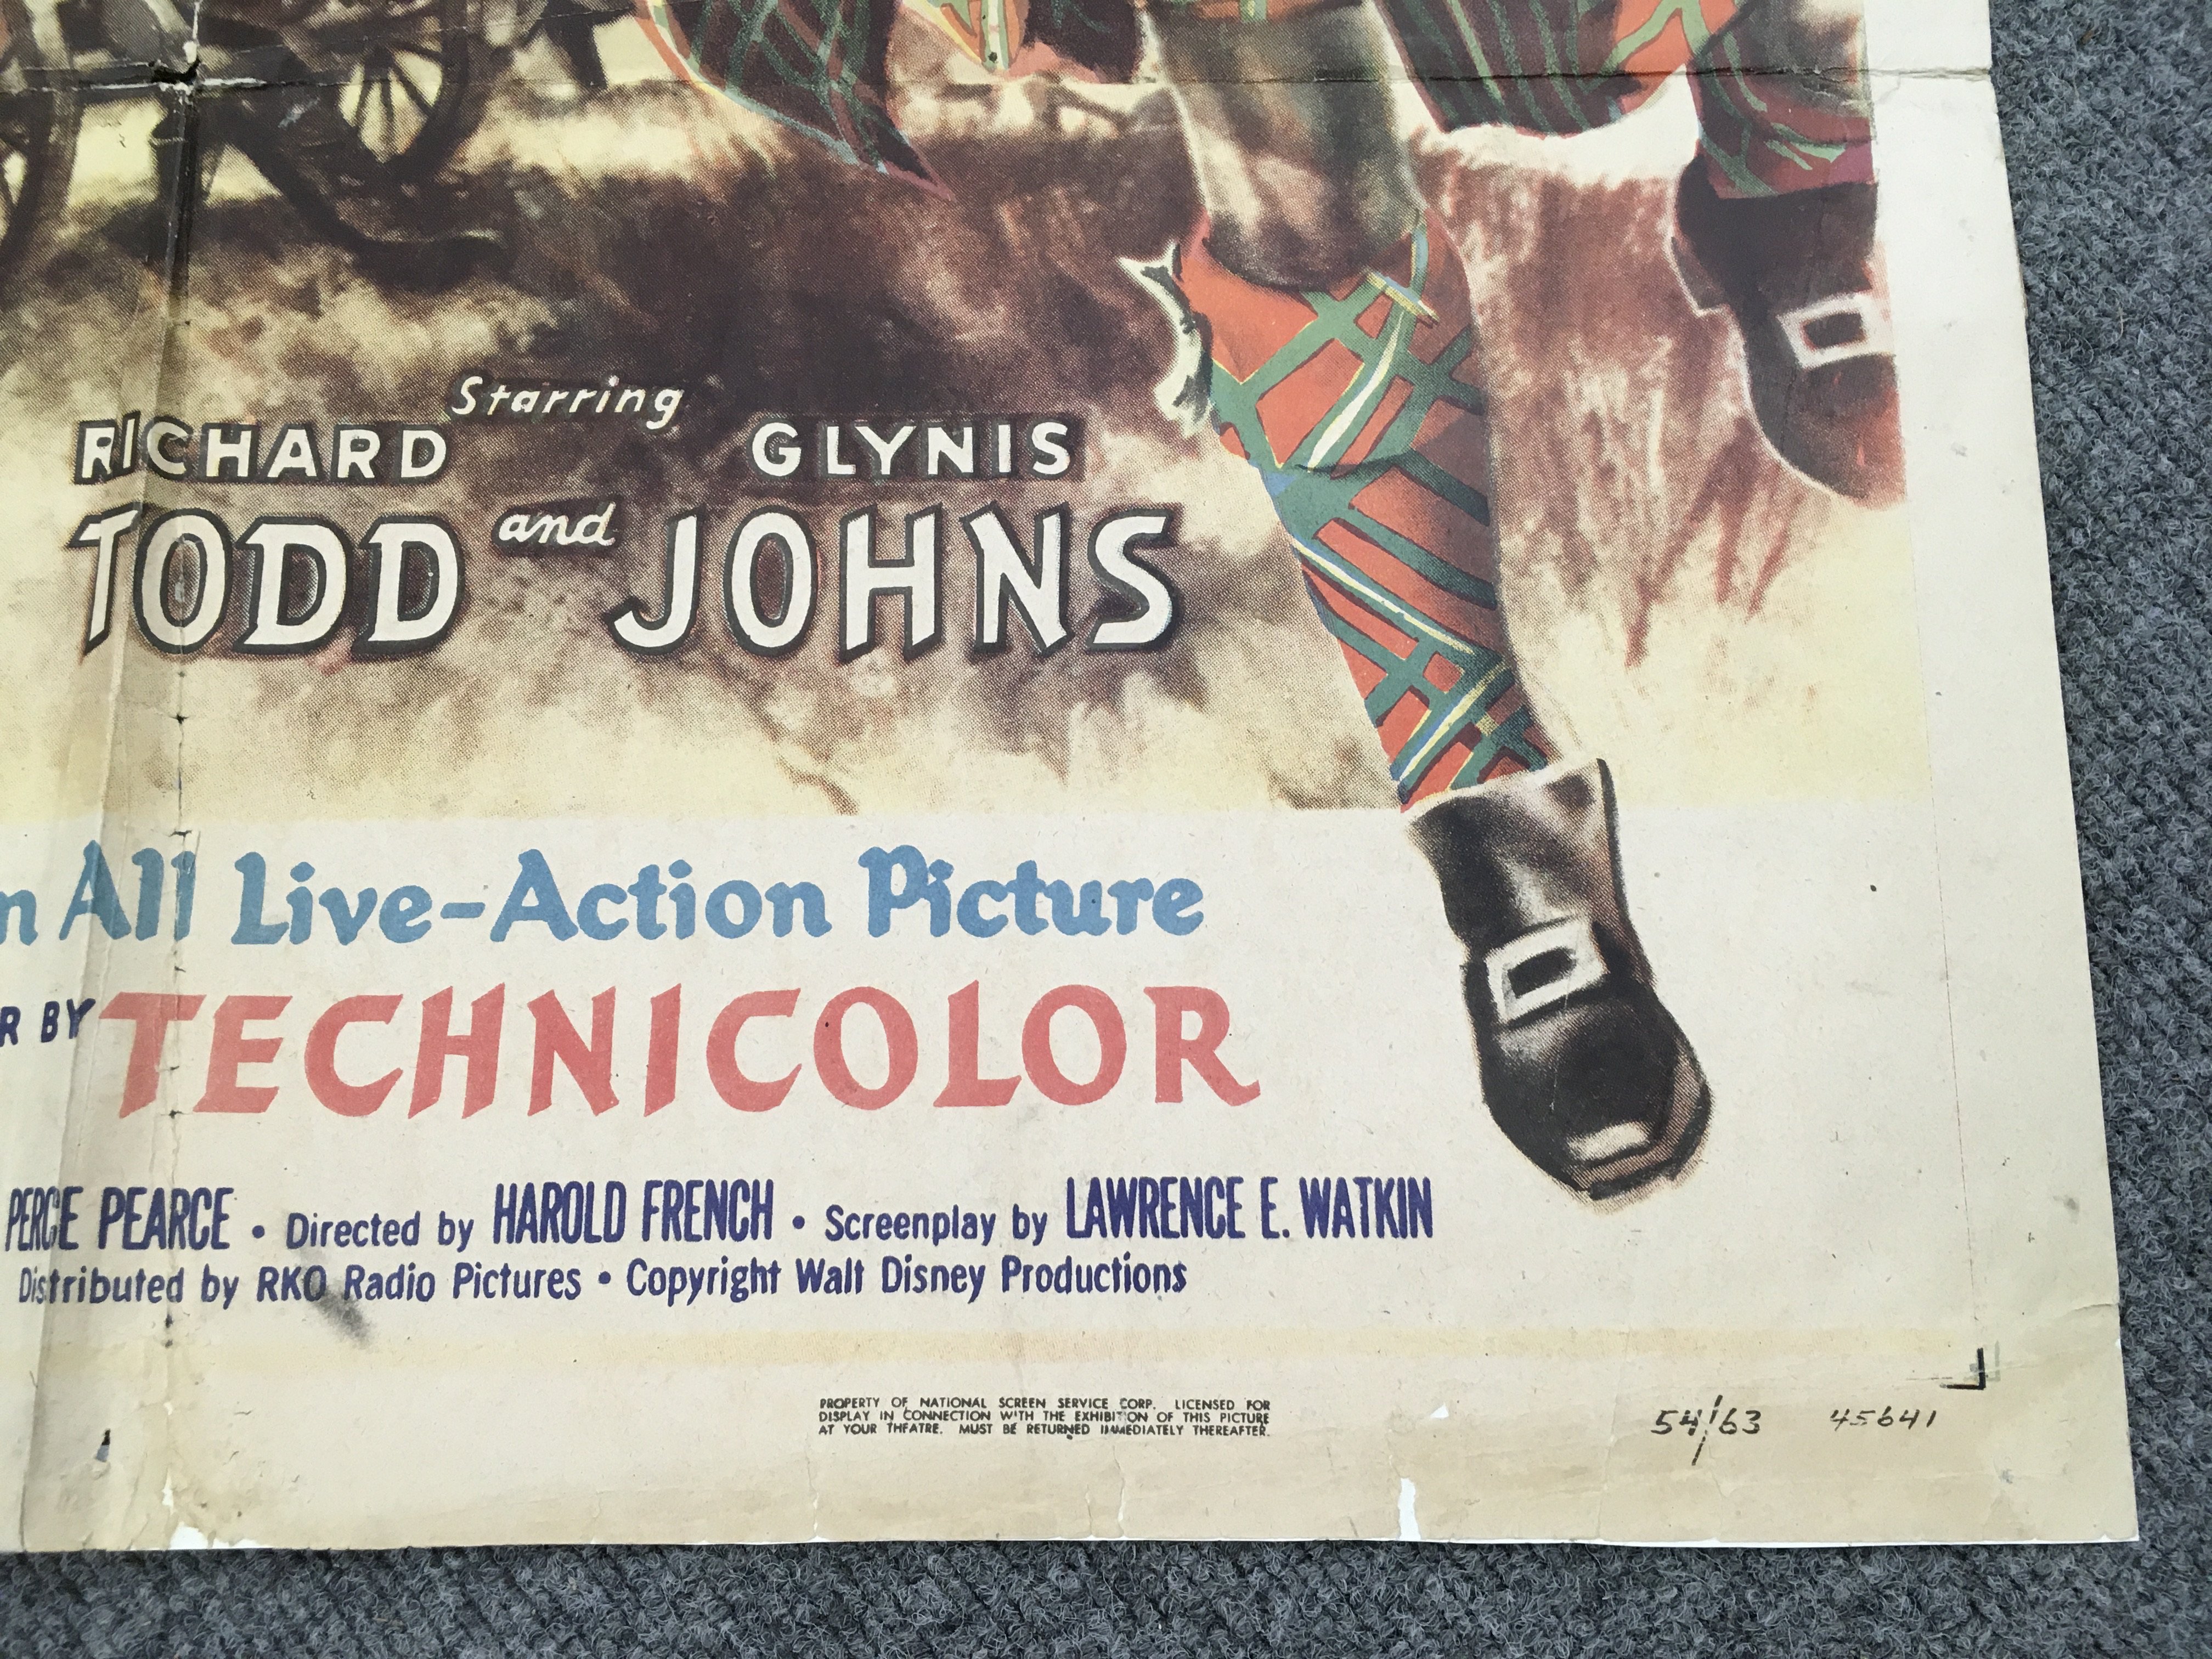 Starring
RICHARD GLYNIS
TODD and JOHNS
n All Live-Action Picture
R BY TECHNICOLOR
PERCE PEARCE • Directed by HAROLD FRENCH • Screenplay by LAWRENCE E. WATKIN
Distributed by RKO Radio Pictures • Copyright Walt Disney Productions
PROPERTY OF NATIONAL SCREEN SERVICE CORP. LICENSED FOR
DISPLAY IN CONNECTION WITH THE EXHIBITION OF THIS PICTURE
AT YOUR THEATRE. MUST BE RETURNED IMMEDIATELY THEREAFTER.
54/63 45641